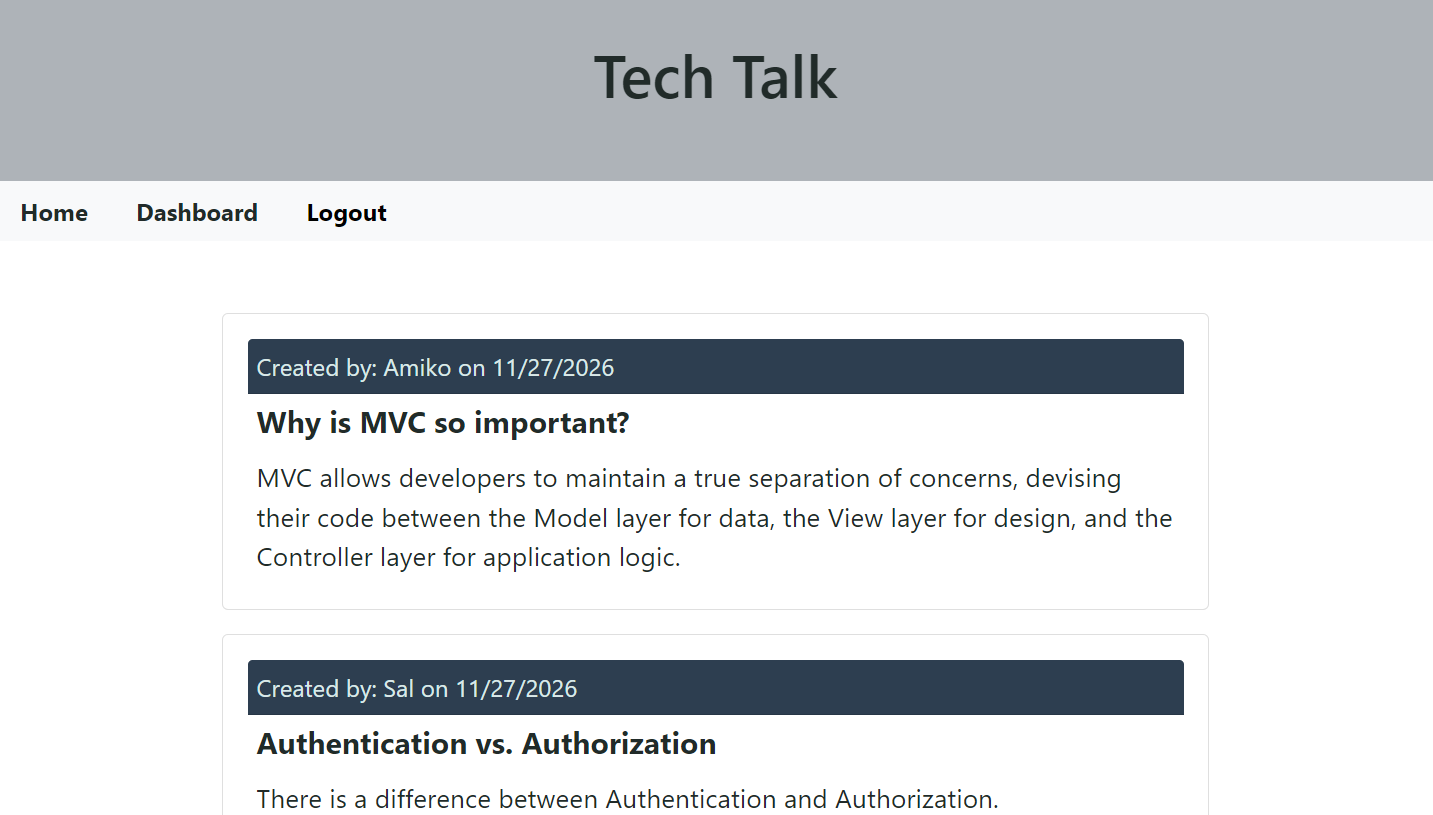 Tech Talk
Home Dashboard Logout
Created by: Amiko on 11/27/2026
Why is MVC so important?
MVC allows developers to maintain a true separation of concerns, devising
their code between the Model layer for data, the View layer for design, and the
Controller layer for application logic.
Created by: Sal on 11/27/2026
Authentication vs. Authorization
There is a difference between Authentication and Authorization.